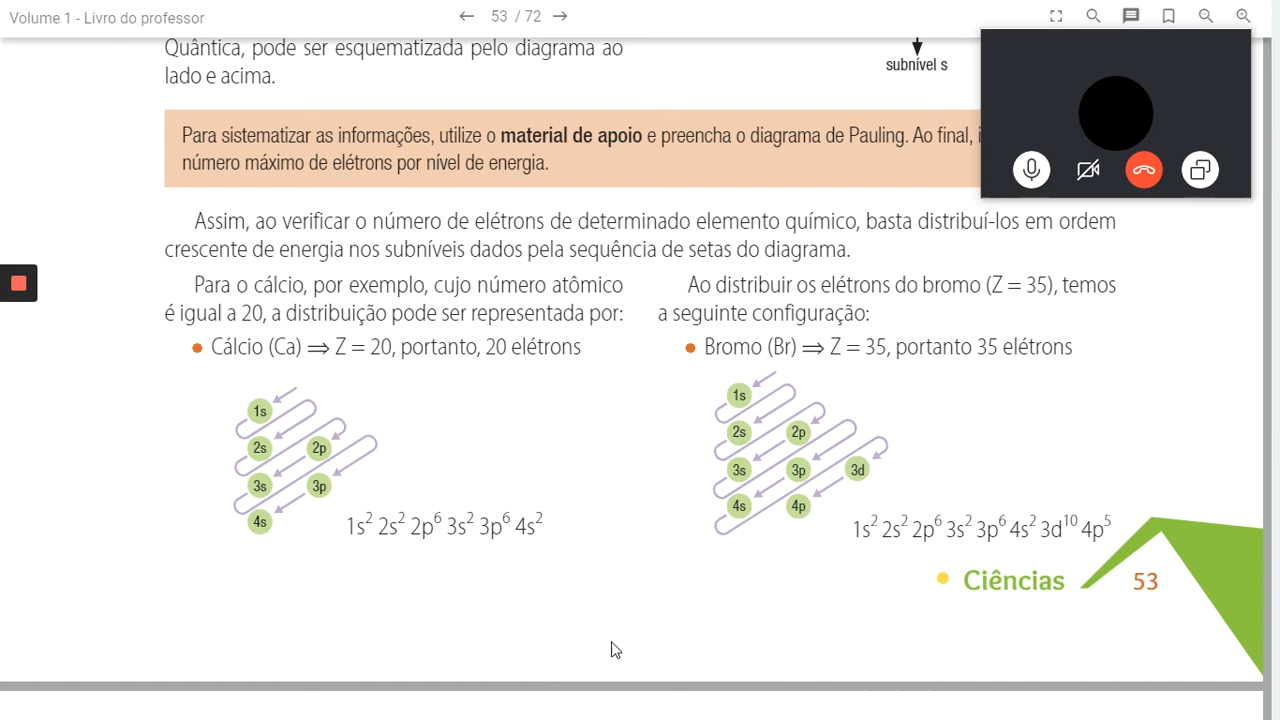 Volume 1 - Livro do professor
53 / 72
Quântica, pode ser esquematizada pelo diagrama ao
lado e acima.
subnível s
Para sistematizar as informações, utilize o material de apoio e preencha o diagrama de Pauling. Ao final,
número máximo de elétrons por nível de energia.
Assim, ao verificar o número de elétrons de determinado elemento químico, basta distribuí-los em ordem
crescente de energia nos subníveis dados pela sequência de setas do diagrama.
Para o cálcio, por exemplo, cujo número atômico
é igual a 20, a distribuição pode ser representada por:
• Cálcio (Ca) ⇒ Z = 20, portanto, 20 elétrons
1s
2s 2p
3s 3p
4s
1s² 2s² 2p⁶ 3s² 3p⁶ 4s²
Ao distribuir os elétrons do bromo (Z = 35), temos
a seguinte configuração:
• Bromo (Br) ⇒ Z = 35, portanto 35 elétrons
1s
2s 2p
3s 3p 3d
4s 4p
1s² 2s² 2p⁶ 3s² 3p⁶ 4s² 3d¹⁰ 4p⁵
Ciências 53